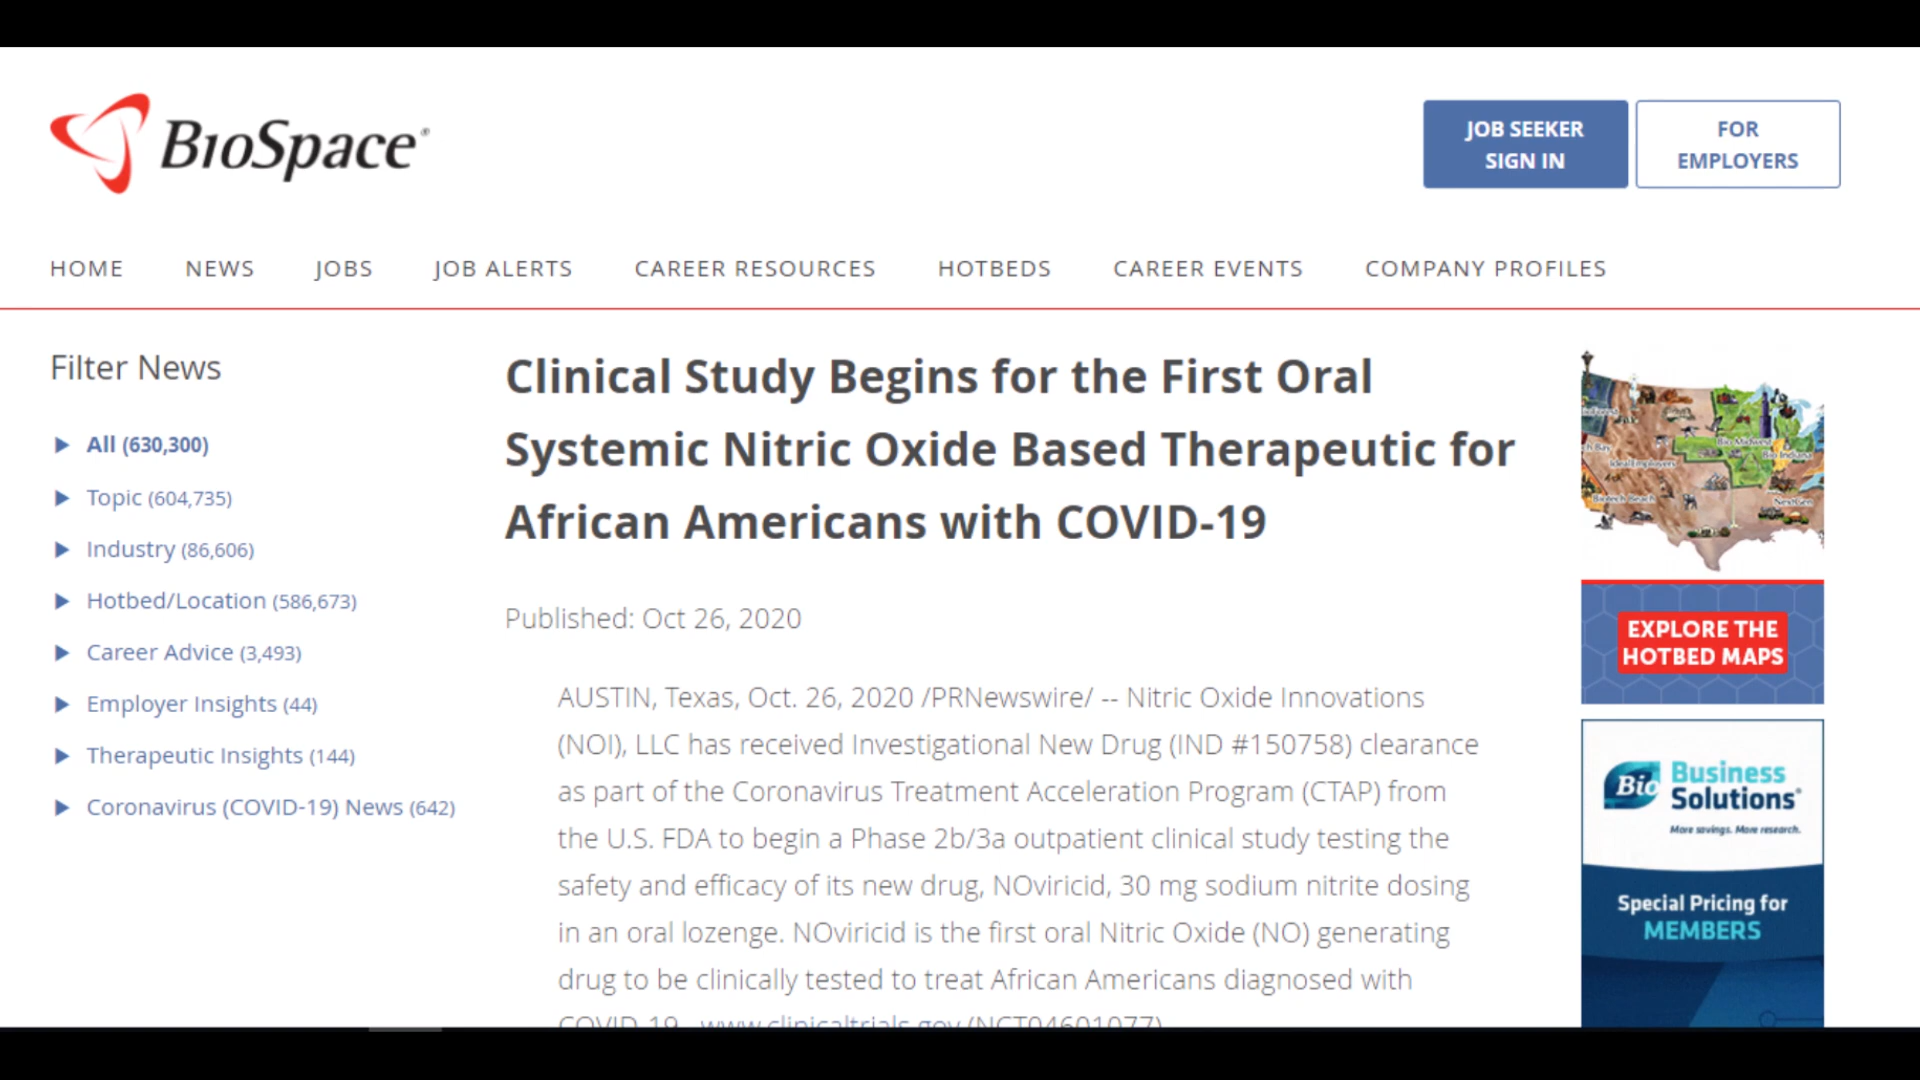 BioSpace
JOB SEEKER
SIGN IN
FOR
EMPLOYERS
HOME NEWS JOBS JOB ALERTS CAREER RESOURCES HOTBEDS CAREER EVENTS COMPANY PROFILES
Filter News
All (630,300)
Topic (604,735)
Industry (86,606)
Hotbed/Location (586,673)
Career Advice (3,493)
Employer Insights (44)
Therapeutic Insights (144)
Coronavirus (COVID-19) News (642)
Clinical Study Begins for the First Oral
Systemic Nitric Oxide Based Therapeutic for
African Americans with COVID-19
Published: Oct 26, 2020
AUSTIN, Texas, Oct. 26, 2020 /PRNewswire/ -- Nitric Oxide Innovations
(NOI), LLC has received Investigational New Drug (IND #150758) clearance
as part of the Coronavirus Treatment Acceleration Program (CTAP) from
the U.S. FDA to begin a Phase 2b/3a outpatient clinical study testing the
safety and efficacy of its new drug, NOviricid, 30 mg sodium nitrite dosing
in an oral lozenge. NOviricid is the first oral Nitric Oxide (NO) generating
drug to be clinically tested to treat African Americans diagnosed with
COVID-19. www.clinicaltrials.gov (NCT04601077)
Bio Midwest
Bio Indiana
IdealEmployers
Biotech Beach
NextGen
EXPLORE THE
HOTBED MAPS
Bio Business
Solutions
More savings. More research.
Special Pricing for
MEMBERS